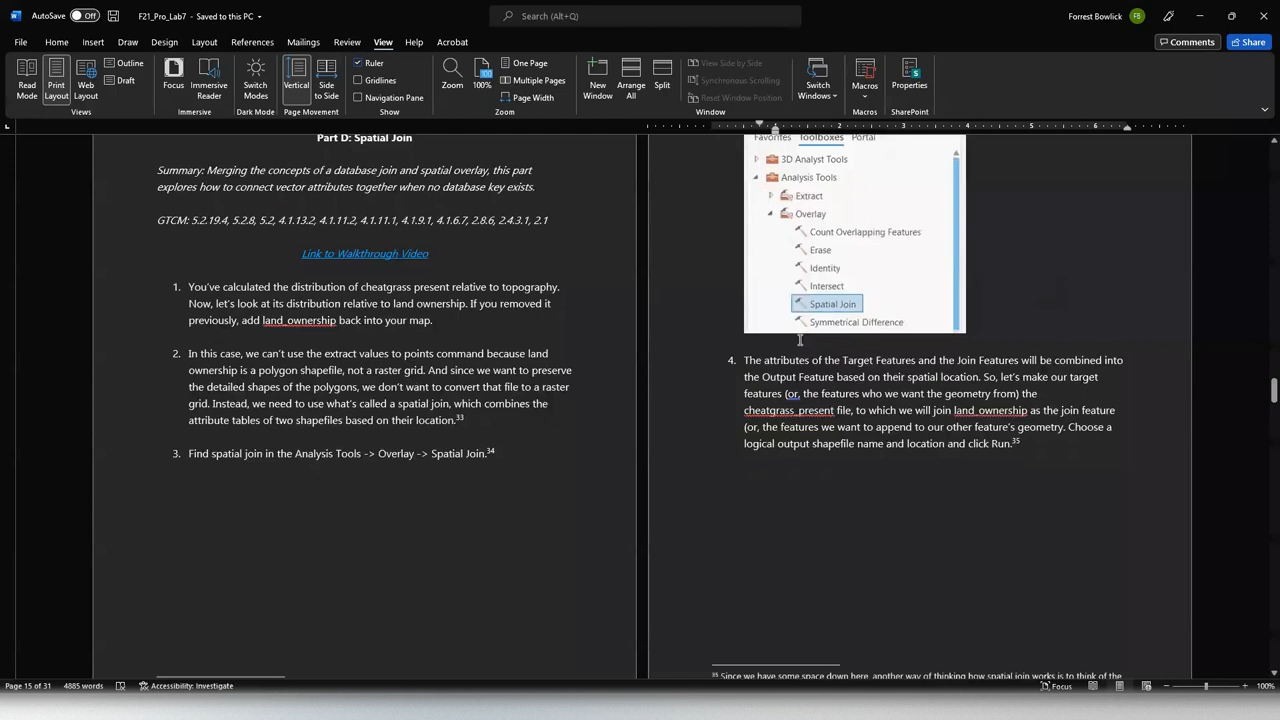 AutoSave Off F21_Pro_Lab7 - Saved to this PC Search (Alt+Q) Forrest Bowlick FB
File Home Insert Draw Design Layout References Mailings Review View Help Acrobat Comments Share
Read Mode Print Layout Web Layout Outline Draft Views
Focus Immersive Reader Immersive
Switch Modes Dark Mode
Vertical Side to Side Page Movement
Ruler Gridlines Navigation Pane Show
Zoom 100% One Page Multiple Pages Page Width Zoom
New Window Arrange All Split View Side by Side Synchronous Scrolling Reset Window Position Switch Windows Window
Macros Macros
Properties SharePoint
2 3 4 5 6
Part D: Spatial Join
Summary: Merging the concepts of a database join and spatial overlay, this part
explores how to connect vector attributes together when no database key exists.
GTCM: 5.2.19.4, 5.2.8, 5.2, 4.1.13.2, 4.1.11.2, 4.1.11.1, 4.1.9.1, 4.1.6.7, 2.8.6, 2.4.3.1, 2.1
Link to Walkthrough Video
1. You've calculated the distribution of cheatgrass present relative to topography.
Now, let's look at its distribution relative to land ownership. If you removed it
previously, add land_ownership back into your map.
2. In this case, we can't use the extract values to points command because land
ownership is a polygon shapefile, not a raster grid. And since we want to preserve
the detailed shapes of the polygons, we don't want to convert that file to a raster
grid. Instead, we need to use what's called a spatial join, which combines the
attribute tables of two shapefiles based on their location.33
3. Find spatial join in the Analysis Tools -> Overlay -> Spatial Join.34
Favorites Toolboxes Portal
3D Analyst Tools
Analysis Tools
Extract
Overlay
Count Overlapping Features
Erase
Identity
Intersect
Spatial Join
Symmetrical Difference
4. The attributes of the Target Features and the Join Features will be combined into
the Output Feature based on their spatial location. So, let's make our target
features (or, the features who we want the geometry from) the
cheatgrass_present file, to which we will join land_ownership as the join feature
(or, the features we want to append to our other feature's geometry. Choose a
logical output shapefile name and location and click Run.35
35 Since we have some space down here, another way of thinking how spatial join works is to think of the
Page 15 of 31 4885 words Accessibility: Investigate Focus 100%